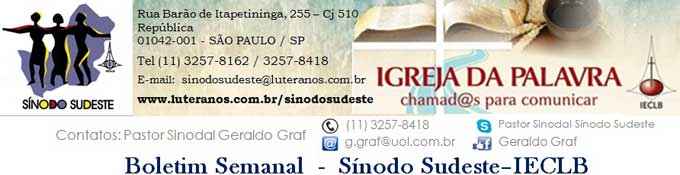 SÍNODO SUDESTE
IECLB
Rua Barão de Itapetininga, 255 – Cj 510
República
01042-001 - SÃO PAULO / SP
Tel (11) 3257-8162 / 3257-8418
E-mail: sinodosudeste@luteranos.com.br
www.luteranos.com.br/sinodosudeste
IGREJA DA PALAVRA
chamad@s para comunicar
IECLB
Contatos: Pastor Sinodal Geraldo Graf
(11) 3257-8418
g.graf@uol.com.br
Pastor Sinodal Sínodo Sudeste
Geraldo Graf
Boletim Semanal - Sínodo Sudeste-IECLB